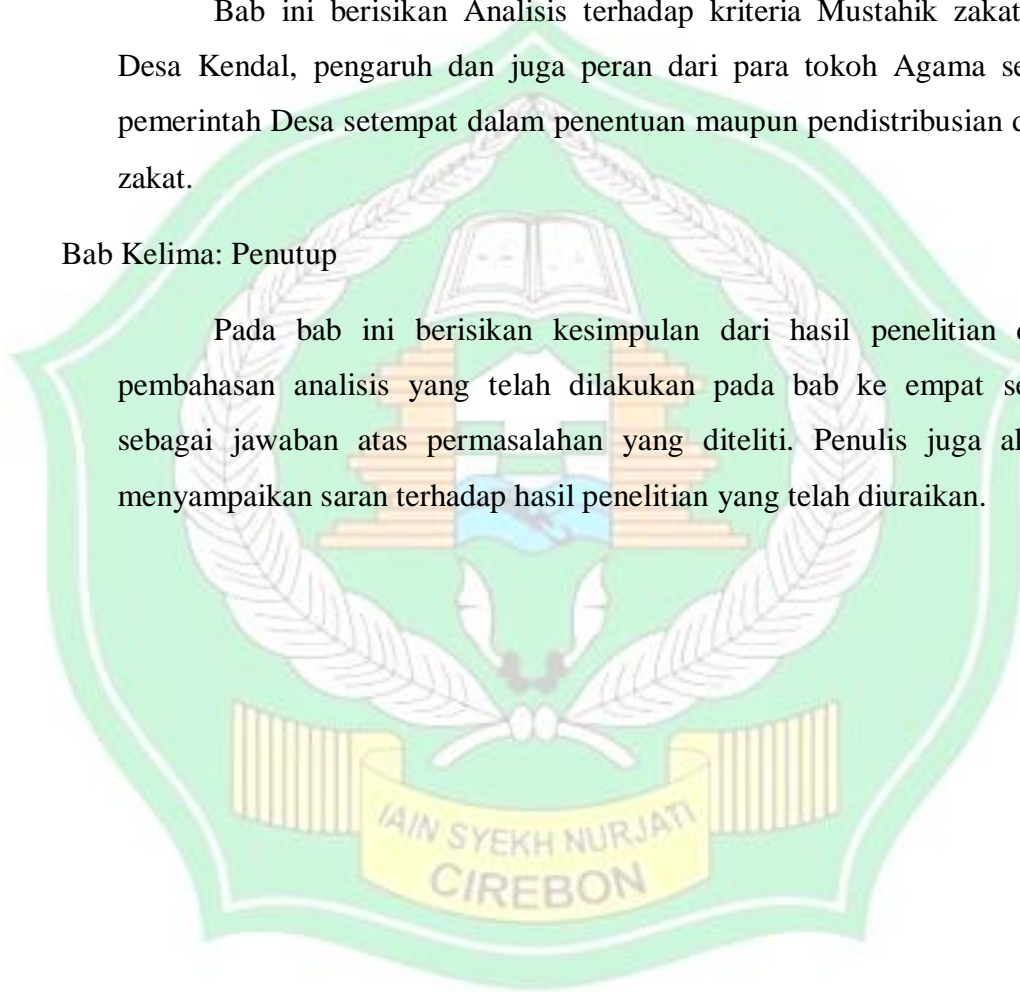 Bab ini berisikan Analisis terhadap kriteria Mustahik zakat
Desa Kendal, pengaruh dan juga peran dari para tokoh Agama
pemerintah Desa setempat dalam penentuan maupun pendistribusian
zakat.
Bab Kelima: Penutup
Pada bab ini berisikan kesimpulan dari hasil penelitian
pembahasan analisis yang telah dilakukan pada bab ke empat
sebagai jawaban atas permasalahan yang diteliti. Penulis juga
menyampaikan saran terhadap hasil penelitian yang telah diuraikan.
IAIN SYEKH NURJATI
CIREBON